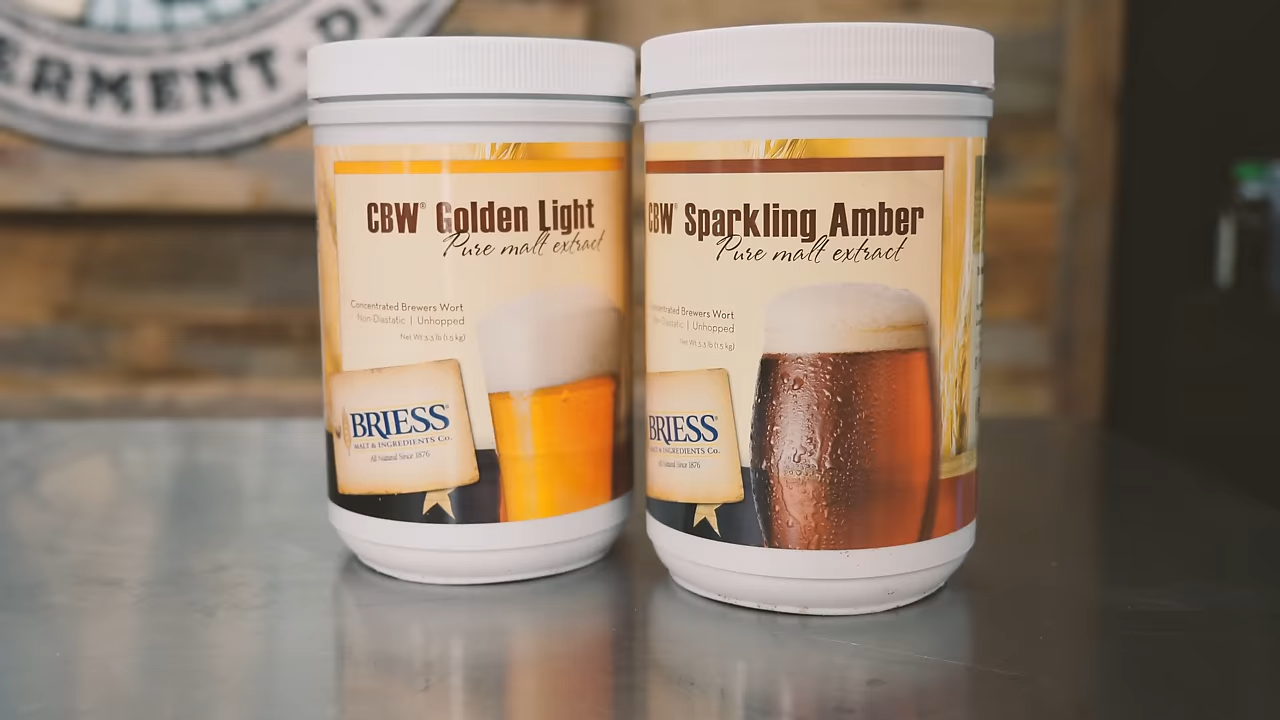 ERMENT · D
CBW® Golden Light
Pure malt extract
Concentrated Brewers Wort
Non-Diastatic | Unhopped
Net Wt 3.3 lb (1.5 kg)
BRIESS®
MALT & INGREDIENTS Co.
All Natural Since 1876
CBW® Sparkling Amber
Pure malt extract
centrated Brewers Wort
Diastatic | Unhopped
Net Wt 3.3 lb (1.5 kg)
BRIESS®
MALT & INGREDIENTS Co.
All Natural Since 1876